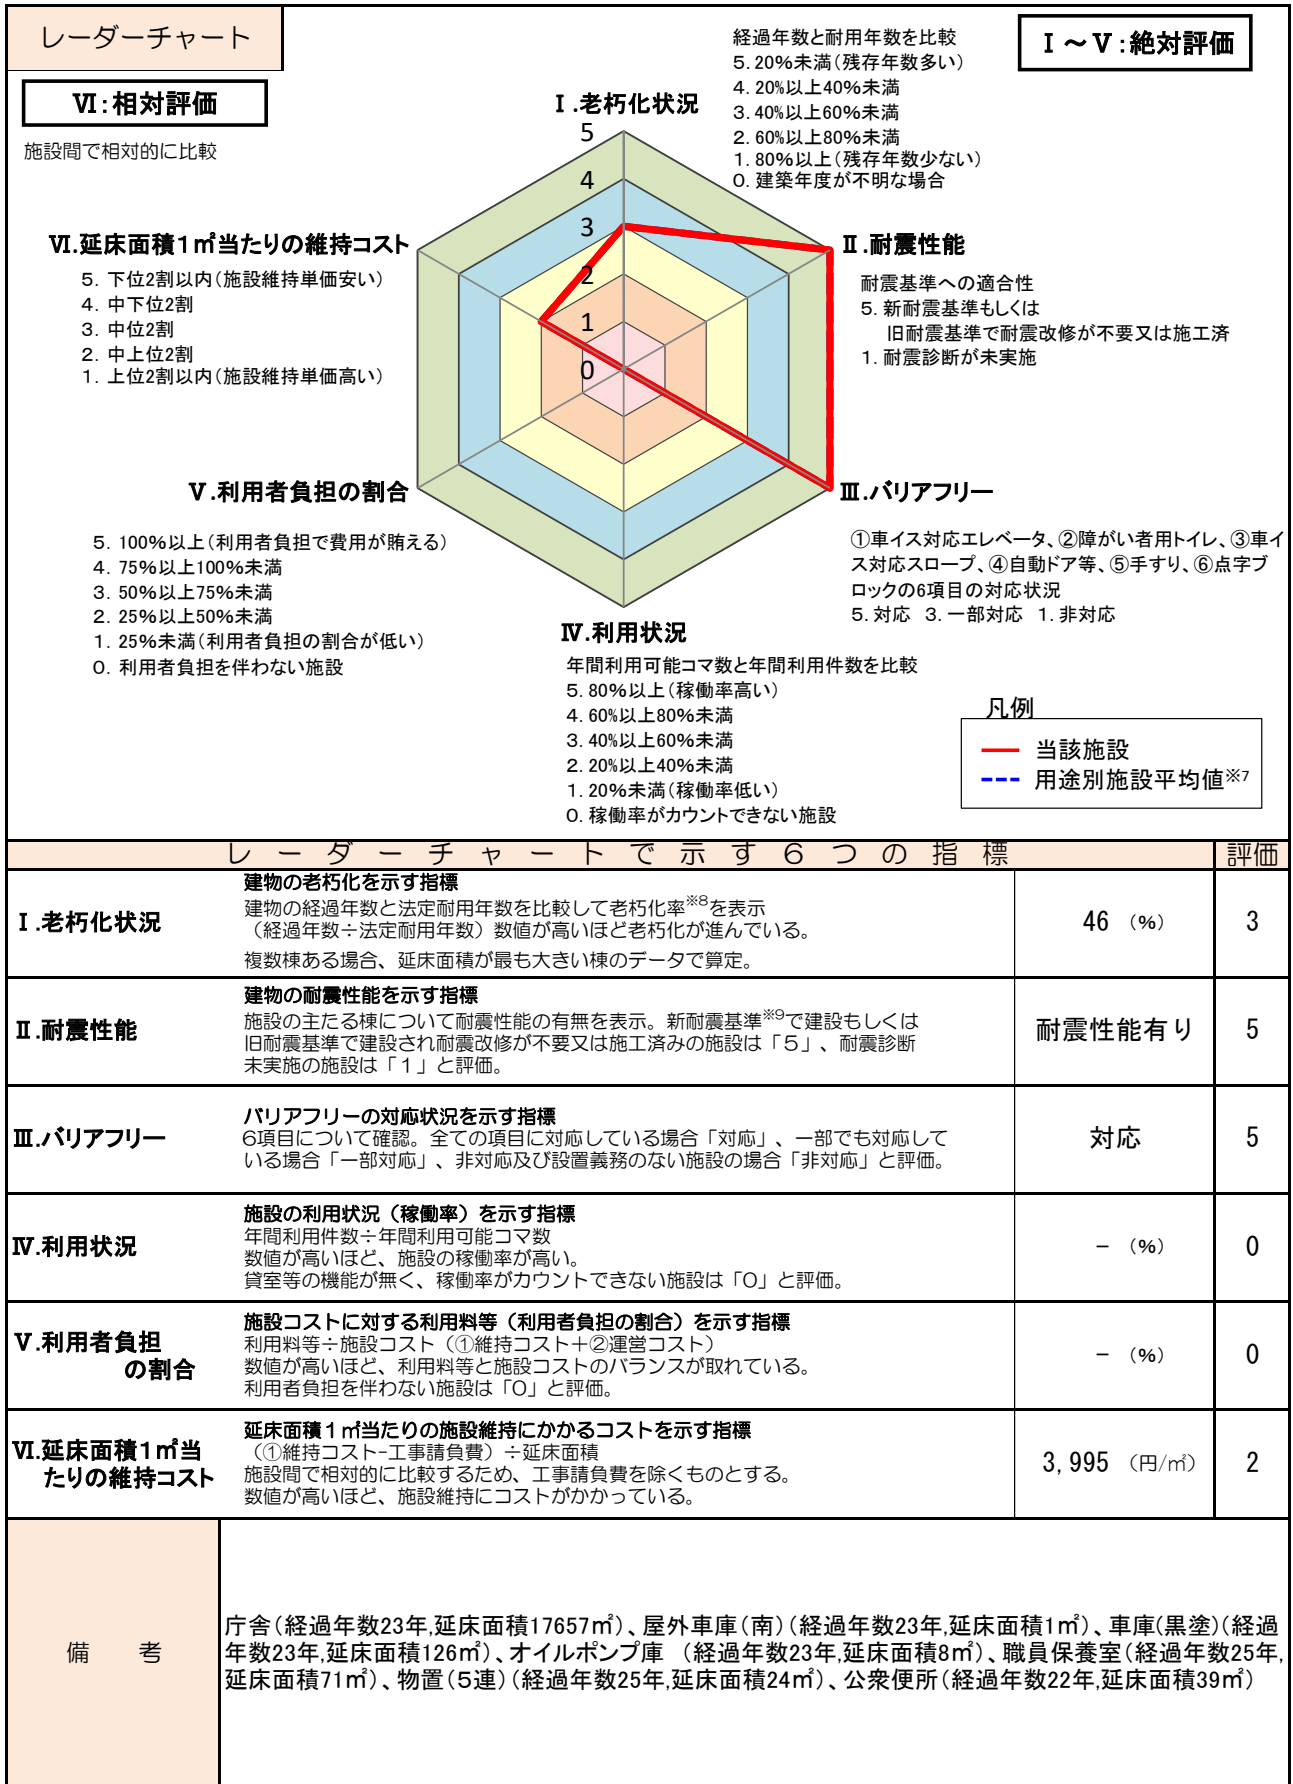 レーダーチャート
Ⅰ～Ⅴ:絶対評価
Ⅵ:相対評価
施設間で相対的に比較
経過年数と耐用年数を比較
5.20%未満(残存年数多い)
4.20%以上40%未満
3.40%以上60%未満
2.60%以上80%未満
1.80%以上(残存年数少ない)
0.建築年度が不明な場合
Ⅰ.老朽化状況
5
4
3
2
1
0
Ⅱ.耐震性能
耐震基準への適合性
5.新耐震基準もしくは
旧耐震基準で耐震改修が不要又は施工済
1.耐震診断が未実施
Ⅵ.延床面積1㎡当たりの維持コスト
5.下位2割以内(施設維持単価安い)
4.中下位2割
3.中位2割
2.中上位2割
1.上位2割以内(施設維持単価高い)
Ⅲ.バリアフリー
①車イス対応エレベータ、②障がい者用トイレ、③車イ
ス対応スロープ、④自動ドア等、⑤手すり、⑥点字ブ
ロックの6項目の対応状況
5.対応 3.一部対応 1.非対応
Ⅴ.利用者負担の割合
5.100%以上(利用者負担で費用が賄える)
4.75%以上100%未満
3.50%以上75%未満
2.25%以上50%未満
1.25%未満(利用者負担の割合が低い)
0.利用者負担を伴わない施設
Ⅳ.利用状況
年間利用可能コマ数と年間利用件数を比較
5.80%以上(稼働率高い)
4.60%以上80%未満
3.40%以上60%未満
2.20%以上40%未満
1.20%未満(稼働率低い)
0.稼働率がカウントできない施設
凡例
当該施設
用途別施設平均値※7
レーダーチャートで示す6つの指標 評価
Ⅰ.老朽化状況
建物の老朽化を示す指標
建物の経過年数と法定耐用年数を比較して老朽化率※8を表示
（経過年数÷法定耐用年数）数値が高いほど老朽化が進んでいる。
複数棟ある場合、延床面積が最も大きい棟のデータで算定。
46 (%) 3
Ⅱ.耐震性能
建物の耐震性能を示す指標
施設の主たる棟について耐震性能の有無を表示。新耐震基準※9で建設もしくは
旧耐震基準で建設され耐震改修が不要又は施工済みの施設は「5」、耐震診断
未実施の施設は「1」と評価。
耐震性能有り 5
Ⅲ.バリアフリー
バリアフリーの対応状況を示す指標
6項目について確認。全ての項目に対応している場合「対応」、一部でも対応して
いる場合「一部対応」、非対応及び設置義務のない施設の場合「非対応」と評価。
対応 5
Ⅳ.利用状況
施設の利用状況（稼働率）を示す指標
年間利用件数÷年間利用可能コマ数
数値が高いほど、施設の稼働率が高い。
貸室等の機能が無く、稼働率がカウントできない施設は「0」と評価。
- (%) 0
Ⅴ.利用者負担
の割合
施設コストに対する利用料等（利用者負担の割合）を示す指標
利用料等÷施設コスト（①維持コスト＋②運営コスト）
数値が高いほど、利用料等と施設コストのバランスが取れている。
利用者負担を伴わない施設は「0」と評価。
- (%) 0
Ⅵ.延床面積1㎡当
たりの維持コスト
延床面積1㎡当たりの施設維持にかかるコストを示す指標
（①維持コスト-工事請負費）÷延床面積
施設間で相対的に比較するため、工事請負費を除くものとする。
数値が高いほど、施設維持にコストがかかっている。
3,995 (円/㎡) 2
備 考
庁舎(経過年数23年,延床面積17657㎡)、屋外車庫(南)(経過年数23年,延床面積1㎡)、車庫(黒塗)(経過
年数23年,延床面積126㎡)、オイルポンプ庫 (経過年数23年,延床面積8㎡)、職員保養室(経過年数25年,
延床面積71㎡)、物置(5連)(経過年数25年,延床面積24㎡)、公衆便所(経過年数22年,延床面積39㎡)